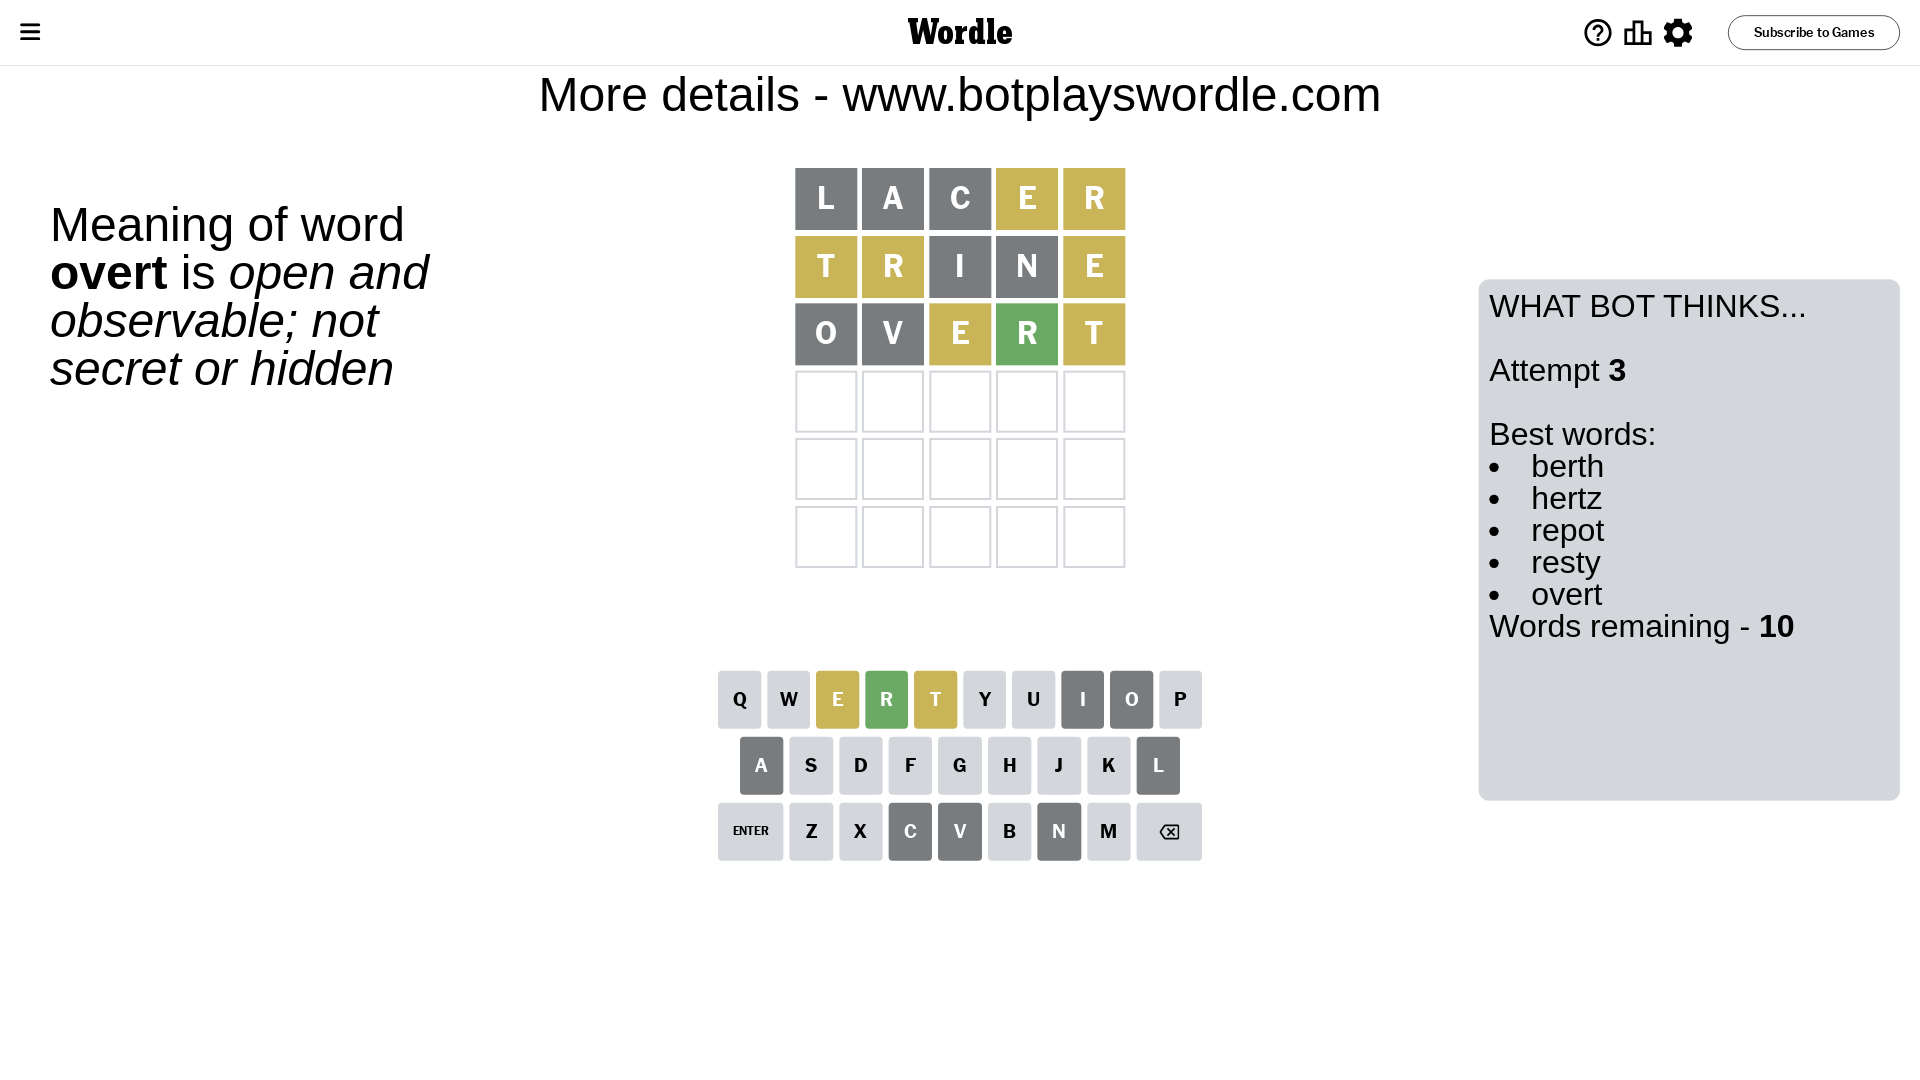 Wordle
Subscribe to Games
More details - www.botplayswordle.com
Meaning of word
overt is open and
observable; not
secret or hidden
L A C E R
T R I N E
O V E R T
WHAT BOT THINKS...
Attempt 3
Best words:
• berth
• hertz
• repot
• resty
• overt
Words remaining - 10
Q W E R T Y U I O P
A S D F G H J K L
ENTER Z X C V B N M